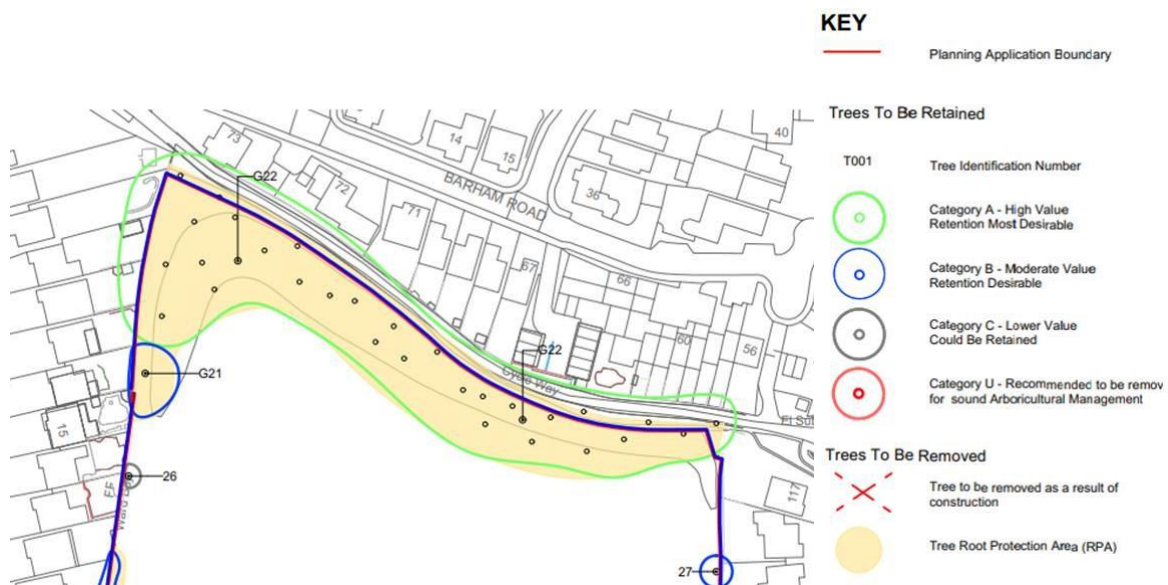 KEY
Planning Application Boundary
Trees To Be Retained
T001
Tree Identification Number
Category A - High Value
Retention Most Desirable
Category B - Moderate Value
Retention Desirable
Category C - Lower Value
Could Be Retained
Category U - Recommended to be remov
for sound Arboricultural Management
Trees To Be Removed
Tree to be removed as a result of
construction
Tree Root Protection Area (RPA)
73
72
71
14
15
40
36
BARHAM ROAD
G22
67
66
60
56
G22
Cycle Way
G21
15
26
EF
117
27